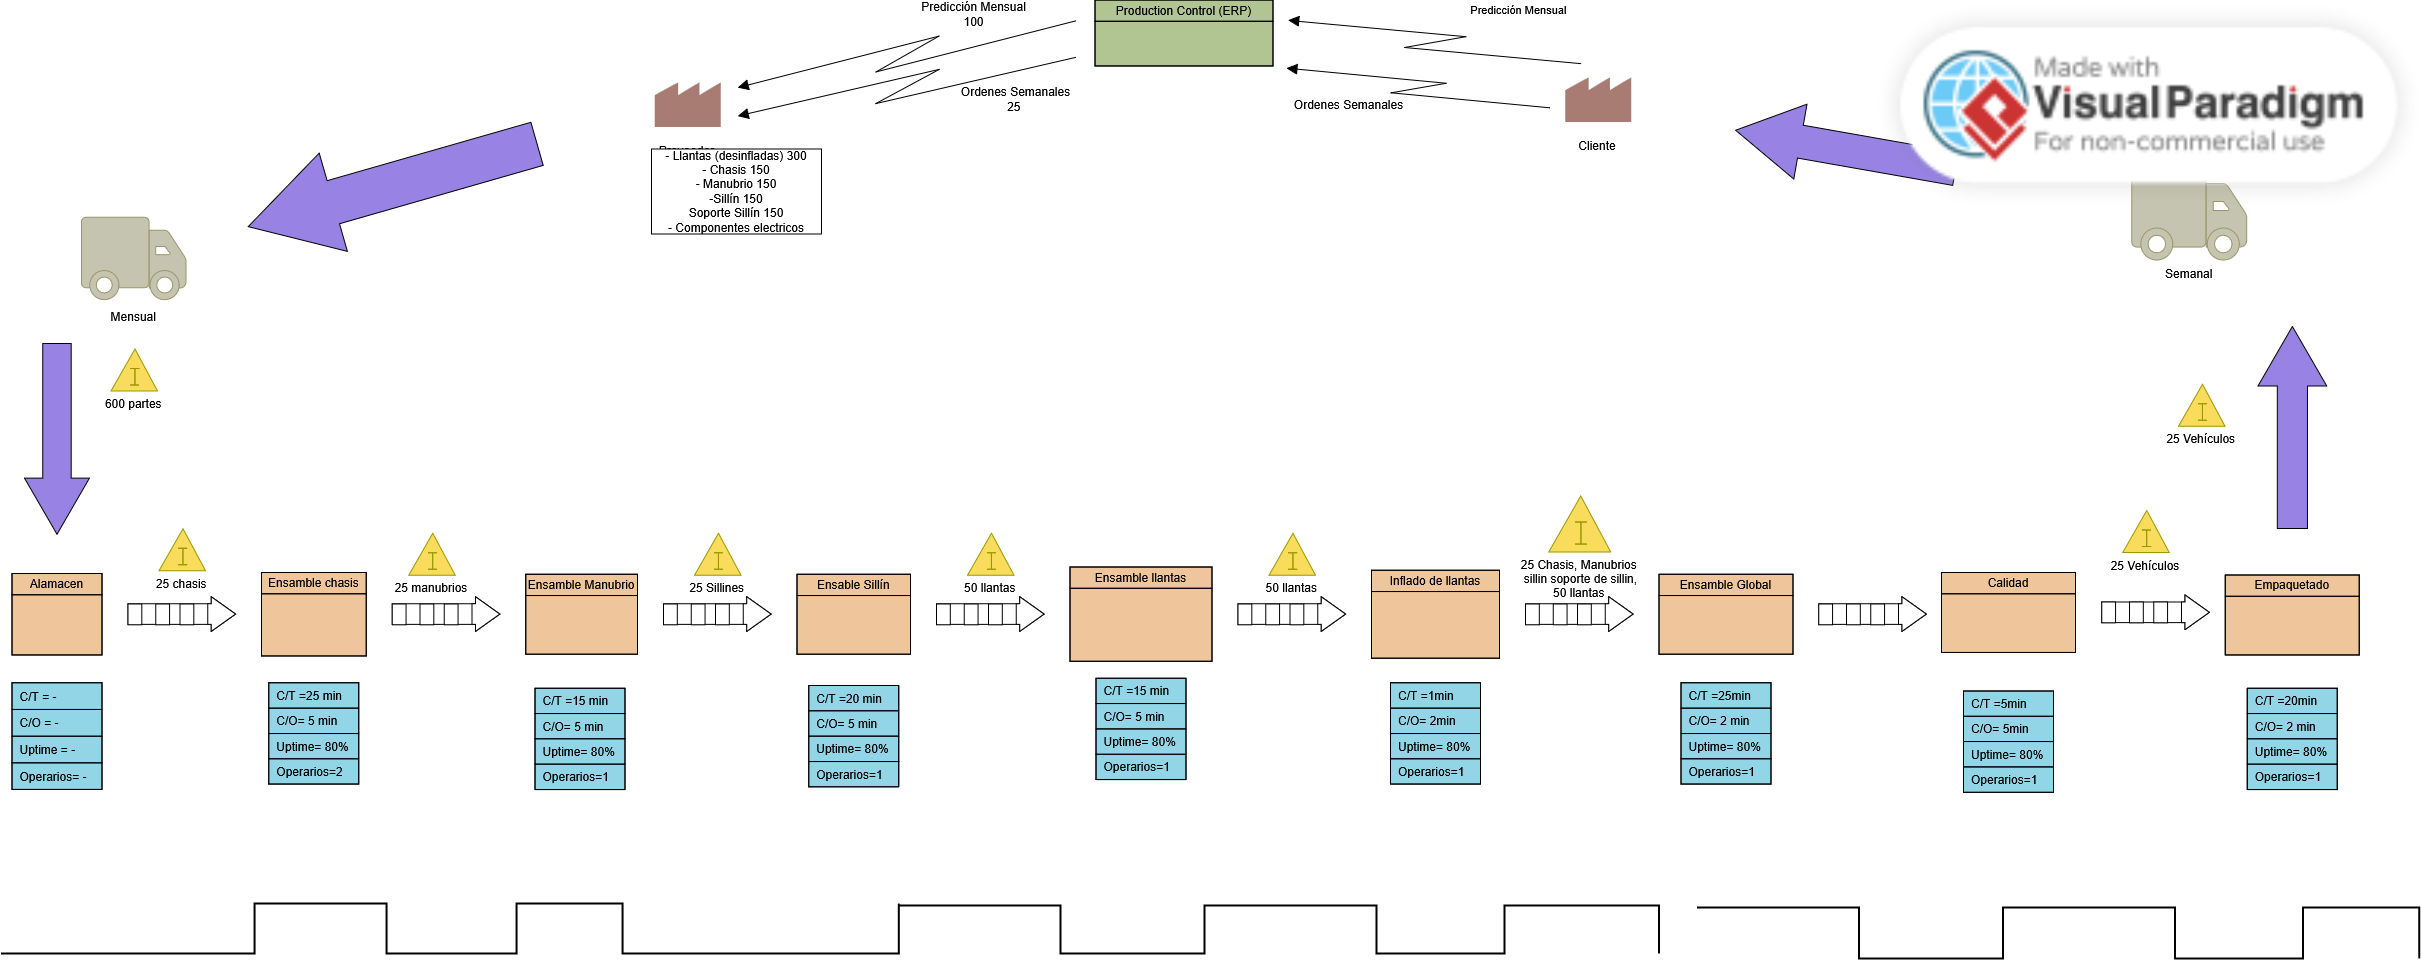 Predicción Mensual
100
Production Control (ERP)
Predicción Mensual
Made with
Visual Paradigm
For non-commercial use
Ordenes Semanales
25
Ordenes Semanales
Cliente
- Llantas (desinfladas) 300
- Chasis 150
- Manubrio 150
-Sillín 150
Soporte Sillín 150
- Componentes electricos
Mensual
Semanal
600 partes
25 Vehículos
Alamacen
25 chasis
Ensamble chasis
25 manubrios
Ensamble Manubrio
25 Sillines
Ensable Sillín
50 llantas
Ensamble llantas
50 llantas
Inflado de llantas
25 Chasis, Manubrios
sillin soporte de sillin,
50 llantas
Ensamble Global
Calidad
25 Vehículos
Empaquetado
C/T = -
C/O = -
Uptime = -
Operarios= -
C/T =25 min
C/O= 5 min
Uptime= 80%
Operarios=2
C/T =15 min
C/O= 5 min
Uptime= 80%
Operarios=1
C/T =20 min
C/O= 5 min
Uptime= 80%
Operarios=1
C/T =15 min
C/O= 5 min
Uptime= 80%
Operarios=1
C/T =1min
C/O= 2min
Uptime= 80%
Operarios=1
C/T =25min
C/O= 2 min
Uptime= 80%
Operarios=1
C/T =5min
C/O= 5min
Uptime= 80%
Operarios=1
C/T =20min
C/O= 2 min
Uptime= 80%
Operarios=1